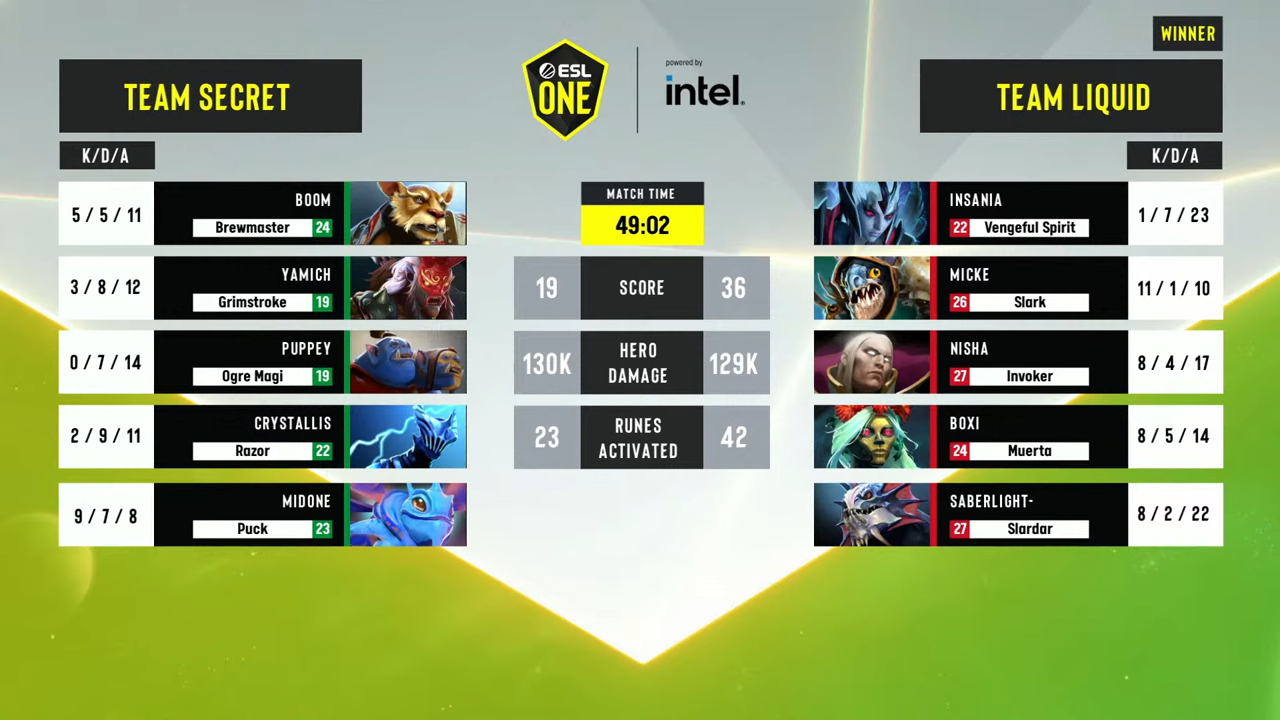 WINNER
TEAM SECRET
ESL
ONE
powered by
intel.
TEAM LIQUID
K/D/A
K/D/A
5 / 5 / 11
BOOM
Brewmaster 24
3 / 8 / 12
YAMICH
Grimstroke 19
0 / 7 / 14
PUPPEY
Ogre Magi 19
2 / 9 / 11
CRYSTALLIS
Razor 22
9 / 7 / 8
MIDONE
Puck 23
MATCH TIME
49:02
19 SCORE 36
130K HERO DAMAGE 129K
23 RUNES ACTIVATED 42
INSANIA
22 Vengeful Spirit
1 / 7 / 23
MICKE
26 Slark
11 / 1 / 10
NISHA
27 Invoker
8 / 4 / 17
BOXI
24 Muerta
8 / 5 / 14
SABERLIGHT-
27 Slardar
8 / 2 / 22